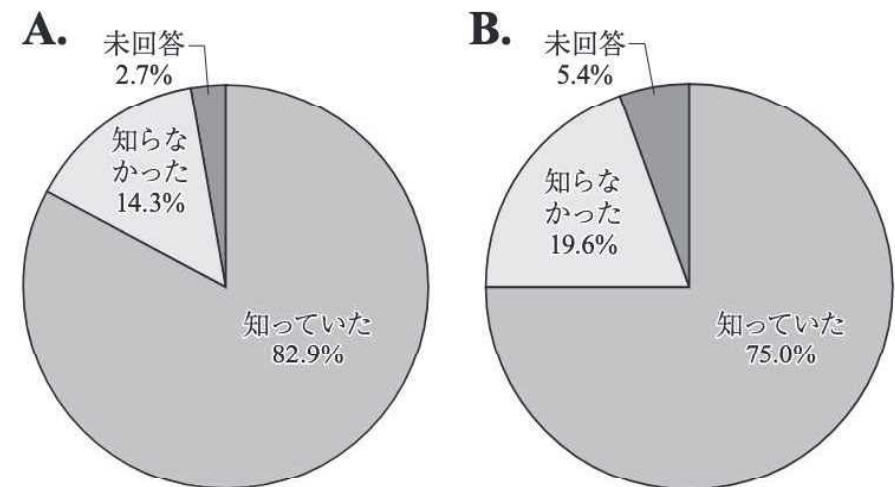 A.
未回答
2.7%
知らな
かった
14.3%
知っていた
82.9%
B.
未回答
5.4%
知らな
かった
19.6%
知っていた
75.0%